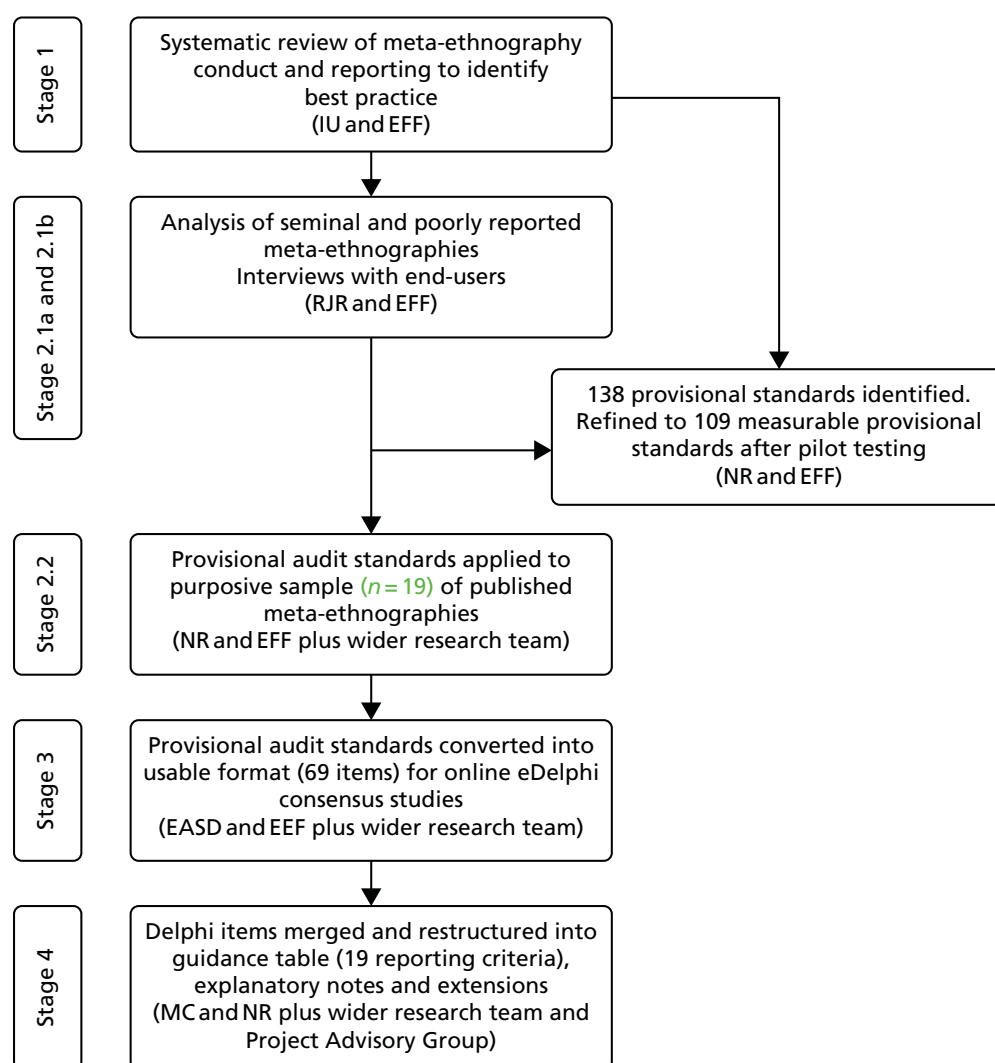 Stage 1
Systematic review of meta-ethnography
conduct and reporting to identify
best practice
(IU and EFF)
Stage 2.1a and 2.1b
Analysis of seminal and poorly reported
meta-ethnographies
Interviews with end-users
(RJR and EFF)
138 provisional standards identified.
Refined to 109 measurable provisional
standards after pilot testing
(NR and EFF)
Stage 2.2
Provisional audit standards applied to
purposive sample (n = 19) of published
meta-ethnographies
(NR and EFF plus wider research team)
Stage 3
Provisional audit standards converted into
usable format (69 items) for online eDelphi
consensus studies
(EASD and EEF plus wider research team)
Stage 4
Delphi items merged and restructured into
guidance table (19 reporting criteria),
explanatory notes and extensions
(MC and NR plus wider research team and
Project Advisory Group)